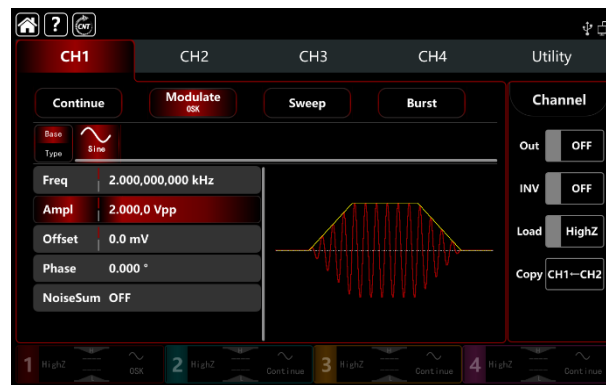 ? CNT
CH1 CH2 CH3 CH4 Utility
Continue Modulate Sweep Burst Channel
OSK
Base
Type Sine
Out OFF
Freq 2.000,000,000 kHz
INV OFF
Ampl 2.000,0 Vpp
Load HighZ
Offset 0.0 mV
Phase 0.000 °
Copy CH1←CH2
NoiseSum OFF
1 HighZ OSK 2 HighZ Continue 3 HighZ Continue 4 HighZ Continue